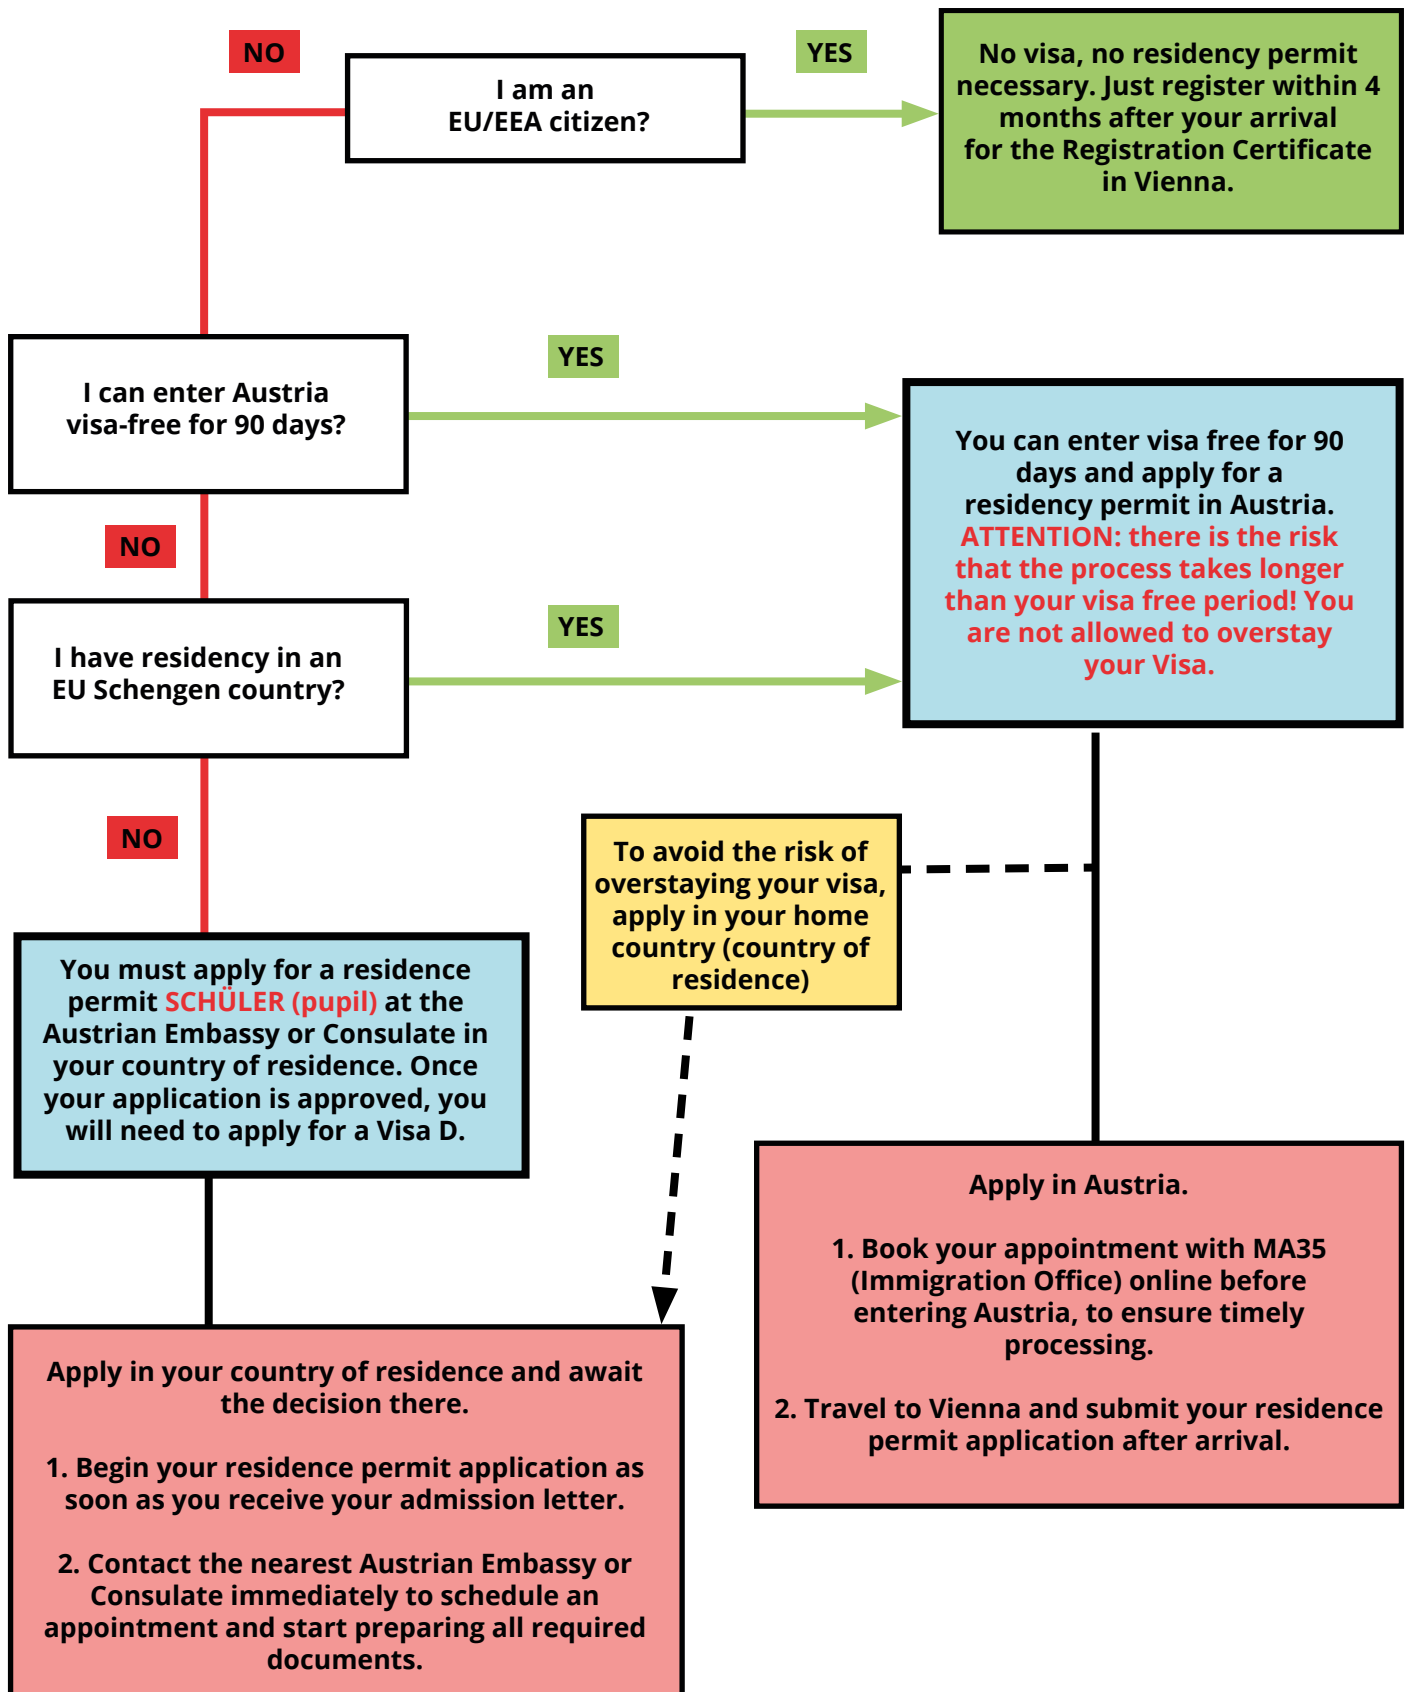 NO
I am an
EU/EEA citizen?
YES
No visa, no residency permit
necessary. Just register within 4
months after your arrival
for the Registration Certificate
in Vienna.
I can enter Austria
visa-free for 90 days?
YES
You can enter visa free for 90
days and apply for a
residency permit in Austria.
ATTENTION: there is the risk
that the process takes longer
than your visa free period! You
are not allowed to overstay
your Visa.
NO
I have residency in an
EU Schengen country?
YES
NO
To avoid the risk of
overstaying your visa,
apply in your home
country (country of
residence)
You must apply for a residence
permit SCHÜLER (pupil) at the
Austrian Embassy or Consulate in
your country of residence. Once
your application is approved, you
will need to apply for a Visa D.
Apply in Austria.
1. Book your appointment with MA35
(Immigration Office) online before
entering Austria, to ensure timely
processing.
2. Travel to Vienna and submit your residence
permit application after arrival.
Apply in your country of residence and await
the decision there.
1. Begin your residence permit application as
soon as you receive your admission letter.
2. Contact the nearest Austrian Embassy or
Consulate immediately to schedule an
appointment and start preparing all required
documents.